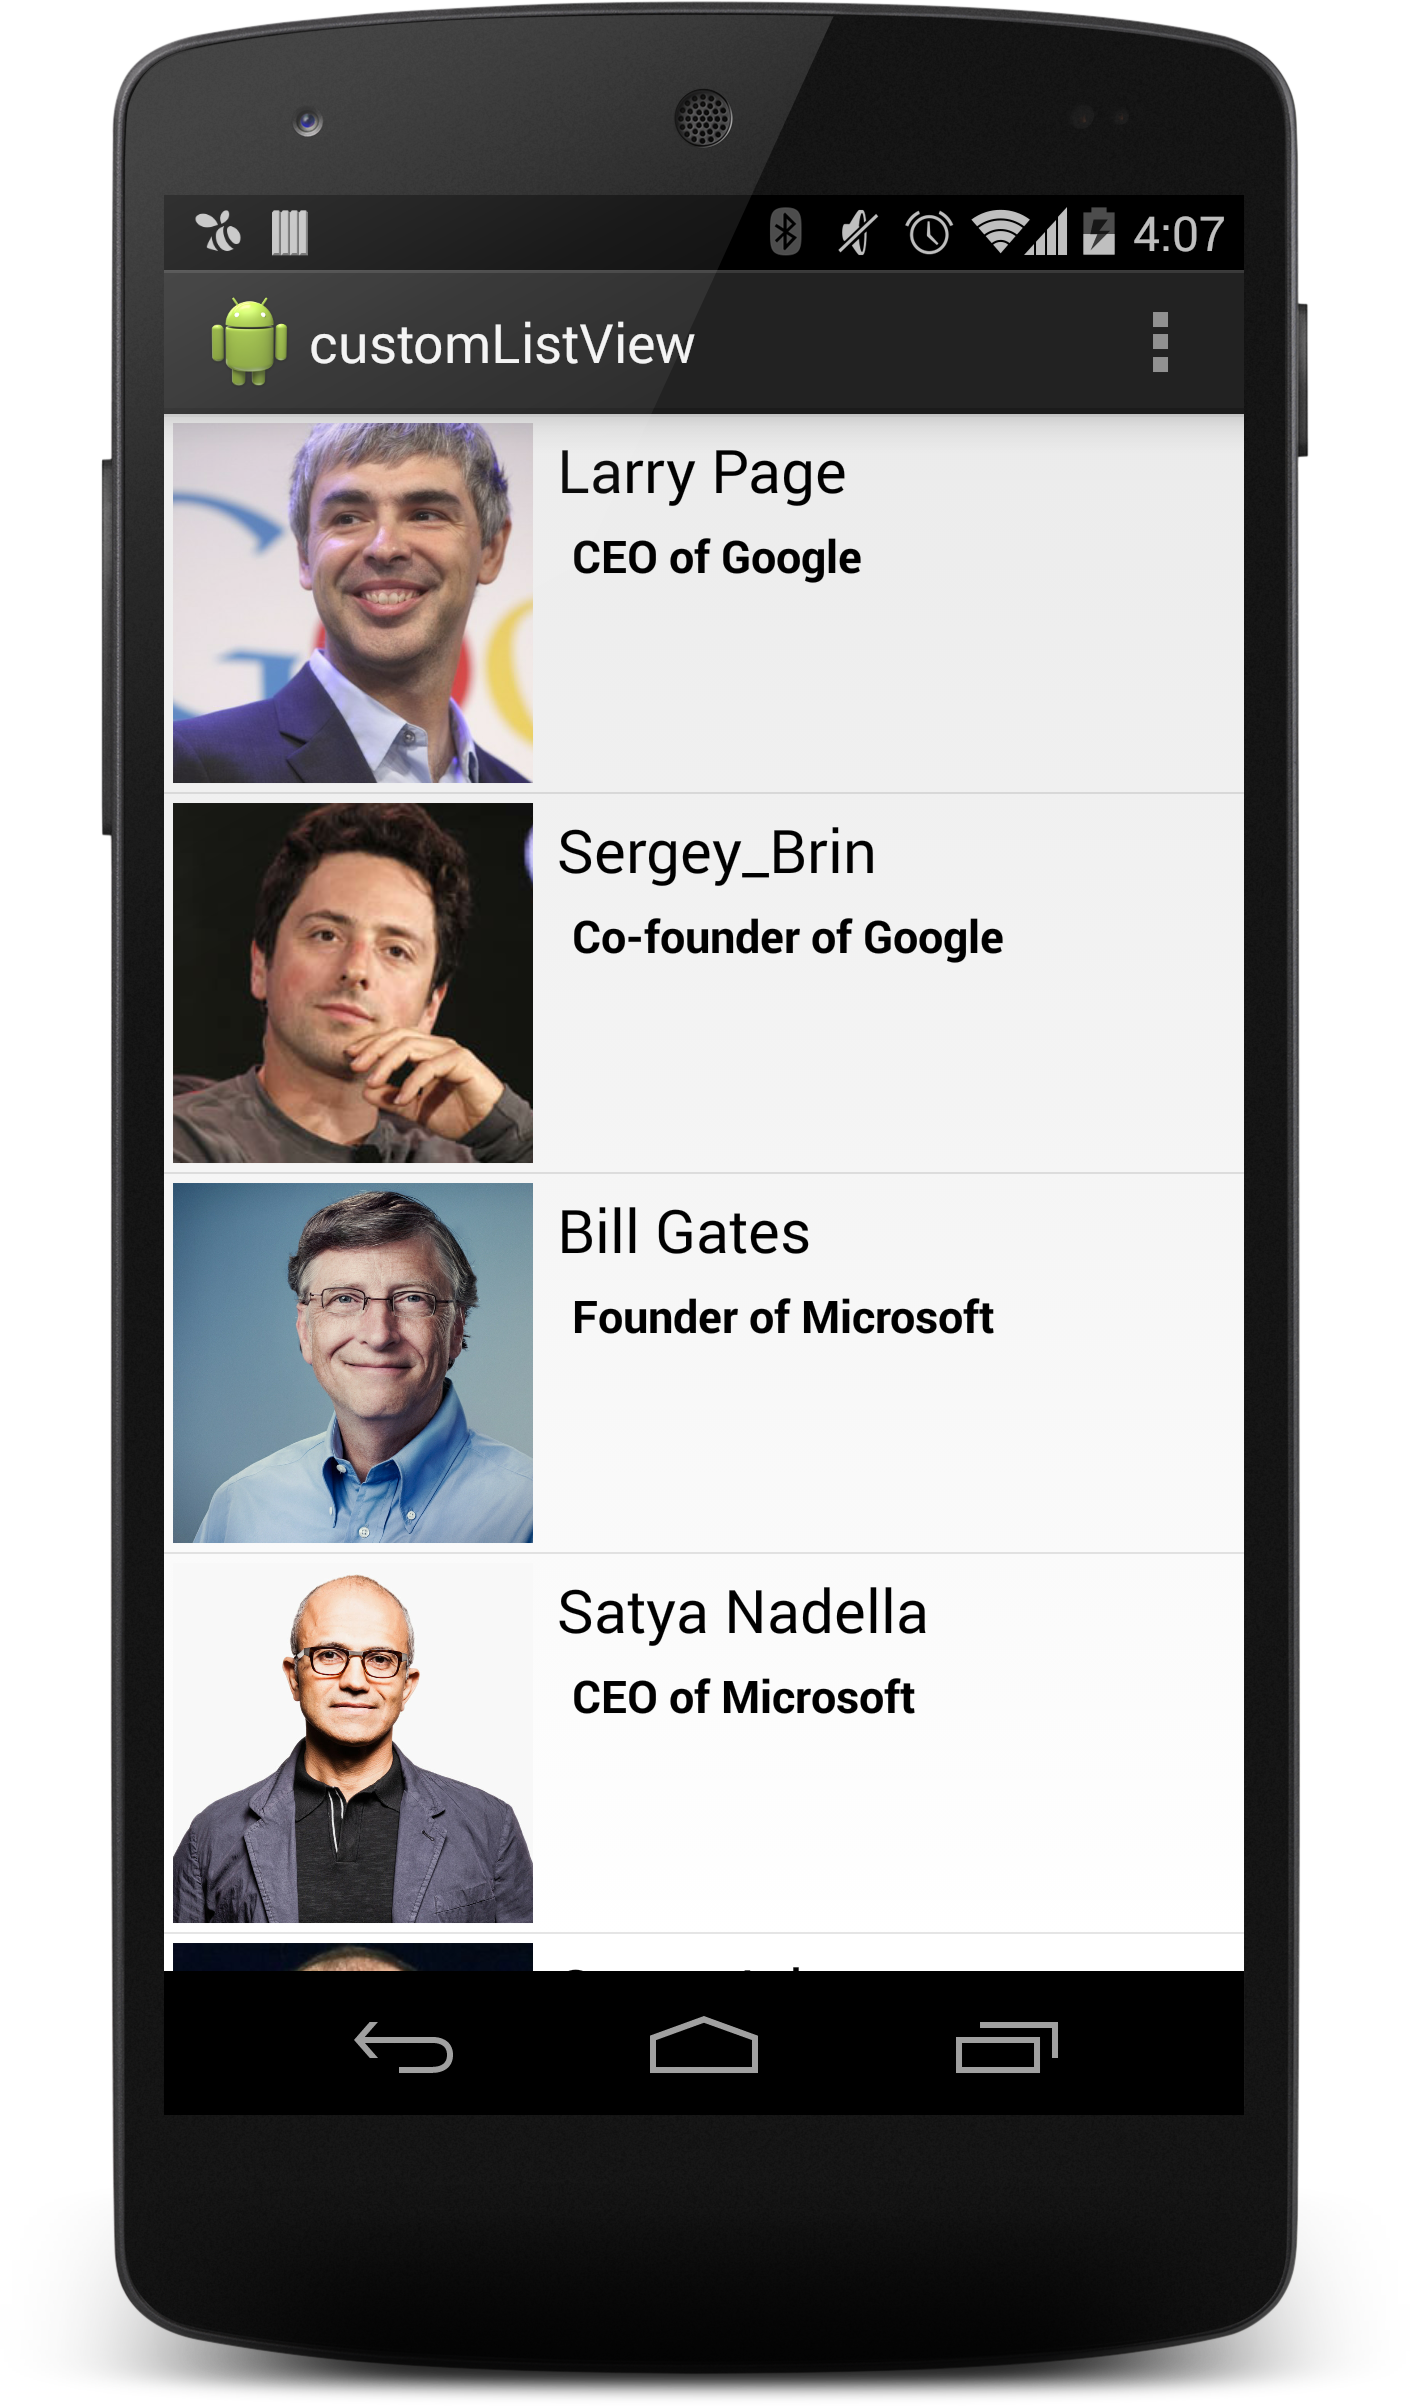 4:07
customListView
Larry Page
CEO of Google
Sergey_Brin
Co-founder of Google
Bill Gates
Founder of Microsoft
Satya Nadella
CEO of Microsoft